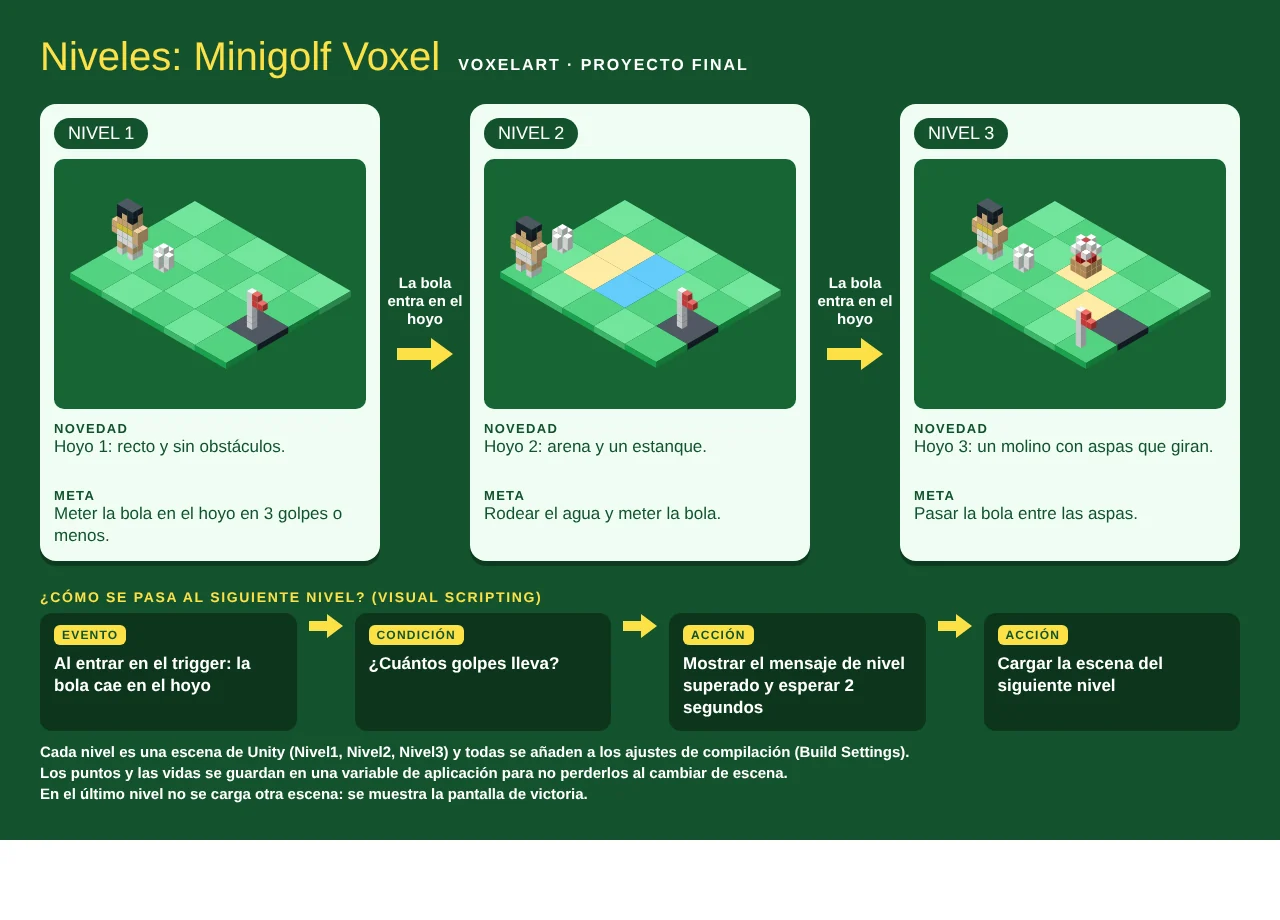 Niveles: Minigolf Voxel VOXELART · PROYECTO FINAL
NIVEL 1
NOVEDAD
Hoyo 1: recto y sin obstáculos.
META
Meter la bola en el hoyo en 3 golpes o
menos.
La bola
entra en el
hoyo
NIVEL 2
NOVEDAD
Hoyo 2: arena y un estanque.
META
Rodear el agua y meter la bola.
La bola
entra en el
hoyo
NIVEL 3
NOVEDAD
Hoyo 3: un molino con aspas que giran.
META
Pasar la bola entre las aspas.
¿CÓMO SE PASA AL SIGUIENTE NIVEL? (VISUAL SCRIPTING)
EVENTO
Al entrar en el trigger: la
bola cae en el hoyo
CONDICIÓN
¿Cuántos golpes lleva?
ACCIÓN
Mostrar el mensaje de nivel
superado y esperar 2
segundos
ACCIÓN
Cargar la escena del
siguiente nivel
Cada nivel es una escena de Unity (Nivel1, Nivel2, Nivel3) y todas se añaden a los ajustes de compilación (Build Settings).
Los puntos y las vidas se guardan en una variable de aplicación para no perderlos al cambiar de escena.
En el último nivel no se carga otra escena: se muestra la pantalla de victoria.